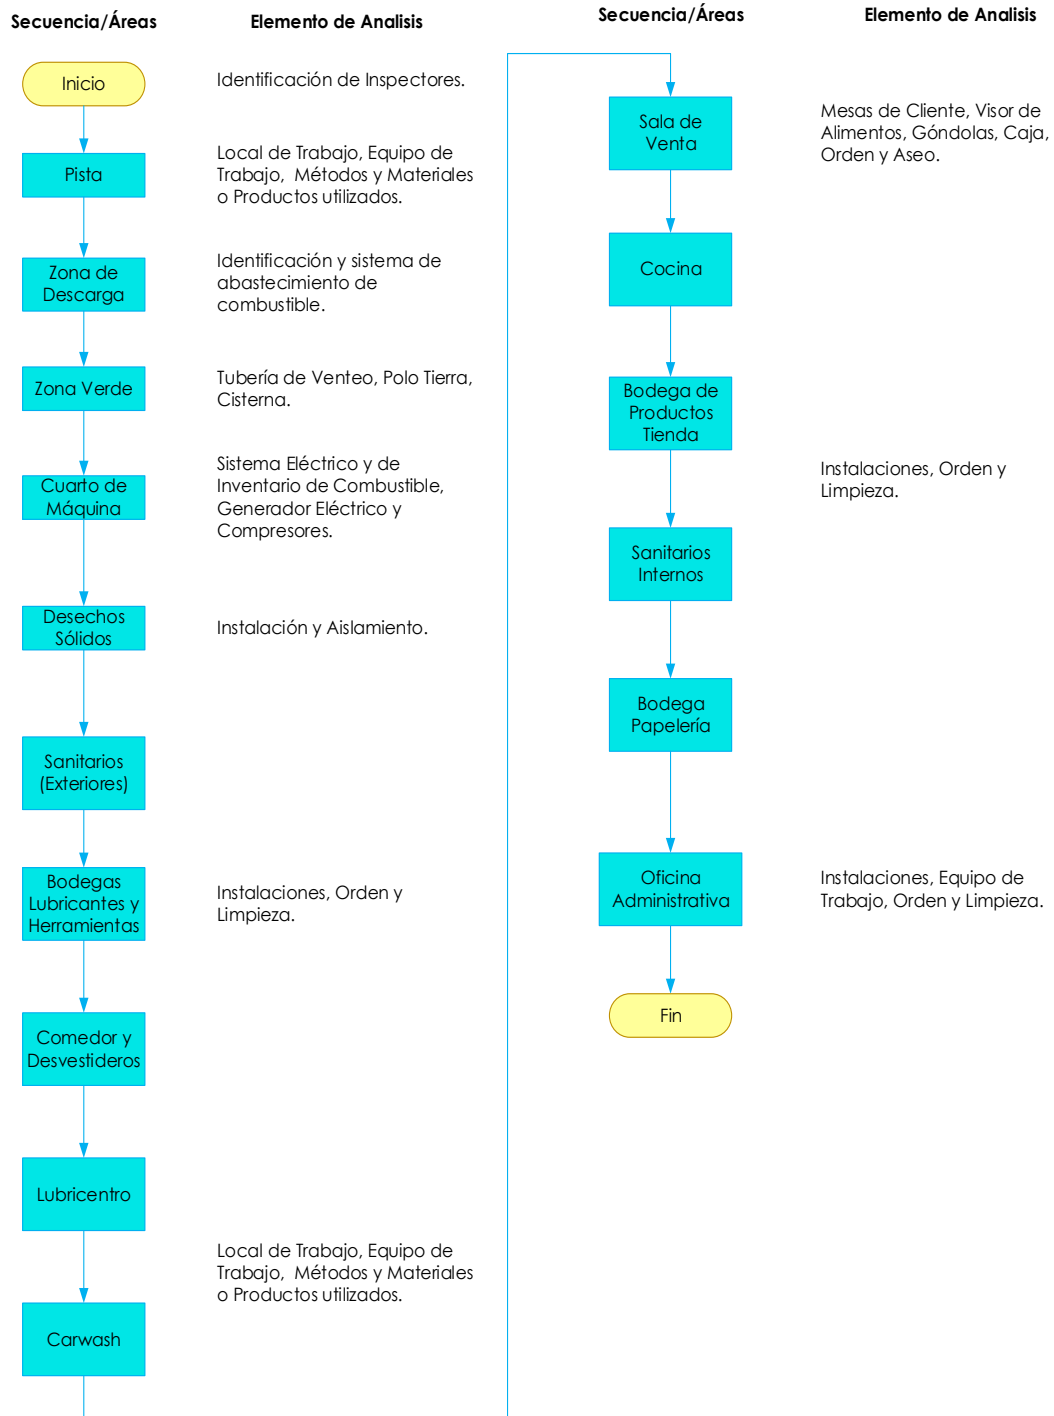 Secuencia/Áreas
Elemento de Analisis
Inicio
Identificación de Inspectores.
Pista
Local de Trabajo, Equipo de
Trabajo, Métodos y Materiales
o Productos utilizados.
Zona de
Descarga
Identificación y sistema de
abastecimiento de
combustible.
Zona Verde
Tubería de Venteo, Polo Tierra,
Cisterna.
Cuarto de
Máquina
Sistema Eléctrico y de
Inventario de Combustible,
Generador Eléctrico y
Compresores.
Desechos
Sólidos
Instalación y Aislamiento.
Sanitarios
(Exteriores)
Bodegas
Lubricantes y
Herramientas
Instalaciones, Orden y
Limpieza.
Comedor y
Desvestideros
Lubricentro
Local de Trabajo, Equipo de
Trabajo, Métodos y Materiales
o Productos utilizados.
Carwash
Secuencia/Áreas
Elemento de Analisis
Sala de
Venta
Mesas de Cliente, Visor de
Alimentos, Góndolas, Caja,
Orden y Aseo.
Cocina
Bodega de
Productos
Tienda
Instalaciones, Orden y
Limpieza.
Sanitarios
Internos
Bodega
Papelería
Oficina
Administrativa
Instalaciones, Equipo de
Trabajo, Orden y Limpieza.
Fin